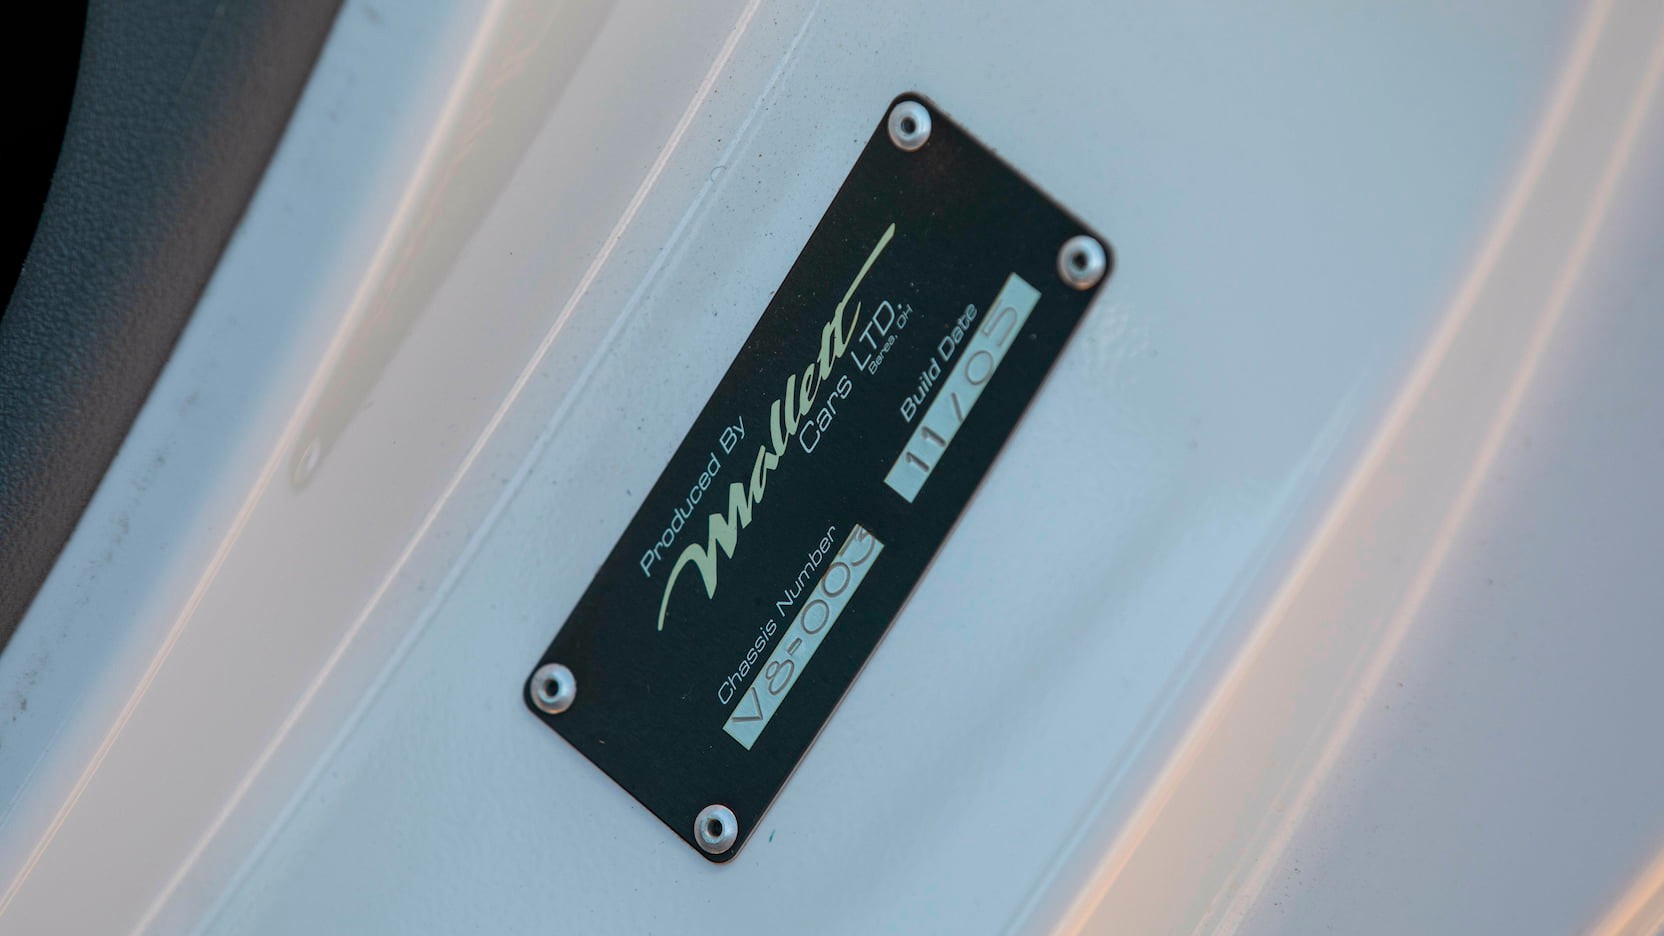 Produced By
Mallett
Cars LTD.
Berea, OH
Chassis Number
V8-003
Build Date
11/05